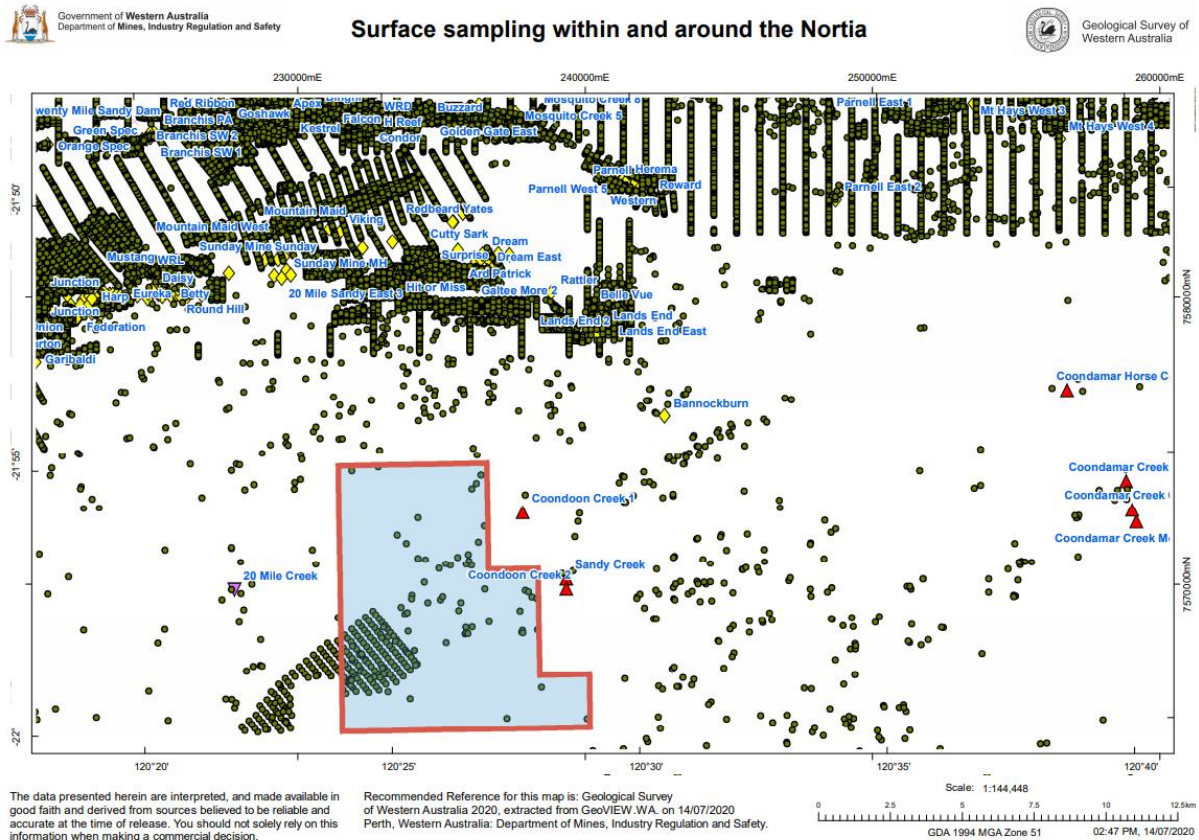 Government of Western Australia
Department of Mines, Industry Regulation and Safety
Surface sampling within and around the Nortia
Geological Survey of
Western Australia
230000mE
240000mE
250000mE
260000mE
wenty Mile Sandy Dam
Red Ribbon
Apex
WRD
Buzzard
Mosquito Creek 8
Parnell East 1
Mt Hays West 3
Branchis PA
Goshawk
Falcon
H Reef
Mosquito Creek 5
Green Spec
Branchis SW 2
Kestrel
Condor
Golden Gate East
Mt Hays West 4
Orange Spec
Branchis SW 1
Parnell Herema
Parnell West 5
Reward
Parnell East 2
Western
-21°50'
Mountain Maid
Viking
Redbeard Yates
Mountain Maid West
Cutty Sark
Dream
Sunday Mine Sunday
Surprise
Dream East
Mustang WRL
Sunday Mine MH
Ard Patrick
Junction
Daisy
Hit or Miss
Rattler
Harp
Eureka
Betty
20 Mile Sandy East 3
Galtee More 2
Belle Vue
7580000mN
Junction
Round Hill
Lands End 2
Lands End
Federation
Lands End East
Garibaldi
Coondamar Horse C
Bannockburn
-21°55'
Coondamar Creek
Coondoon Creek 1
Coondamar Creek
Coondamar Creek M
Sandy Creek
20 Mile Creek
Coondoon Creek 2
7570000mN
-22°
120°20'
120°25'
120°30'
120°35'
120°40'
The data presented herein are interpreted, and made available in
good faith and derived from sources believed to be reliable and
accurate at the time of release. You should not solely rely on this
information when making a commercial decision.
Recommended Reference for this map is: Geological Survey
of Western Australia 2020, extracted from GeoVIEW.WA. on 14/07/2020
Perth, Western Australia: Department of Mines, Industry Regulation and Safety.
Scale: 1:144,448
0 2.5 5 7.5 10 12.5km
GDA 1994 MGA Zone 51
02:47 PM, 14/07/2020